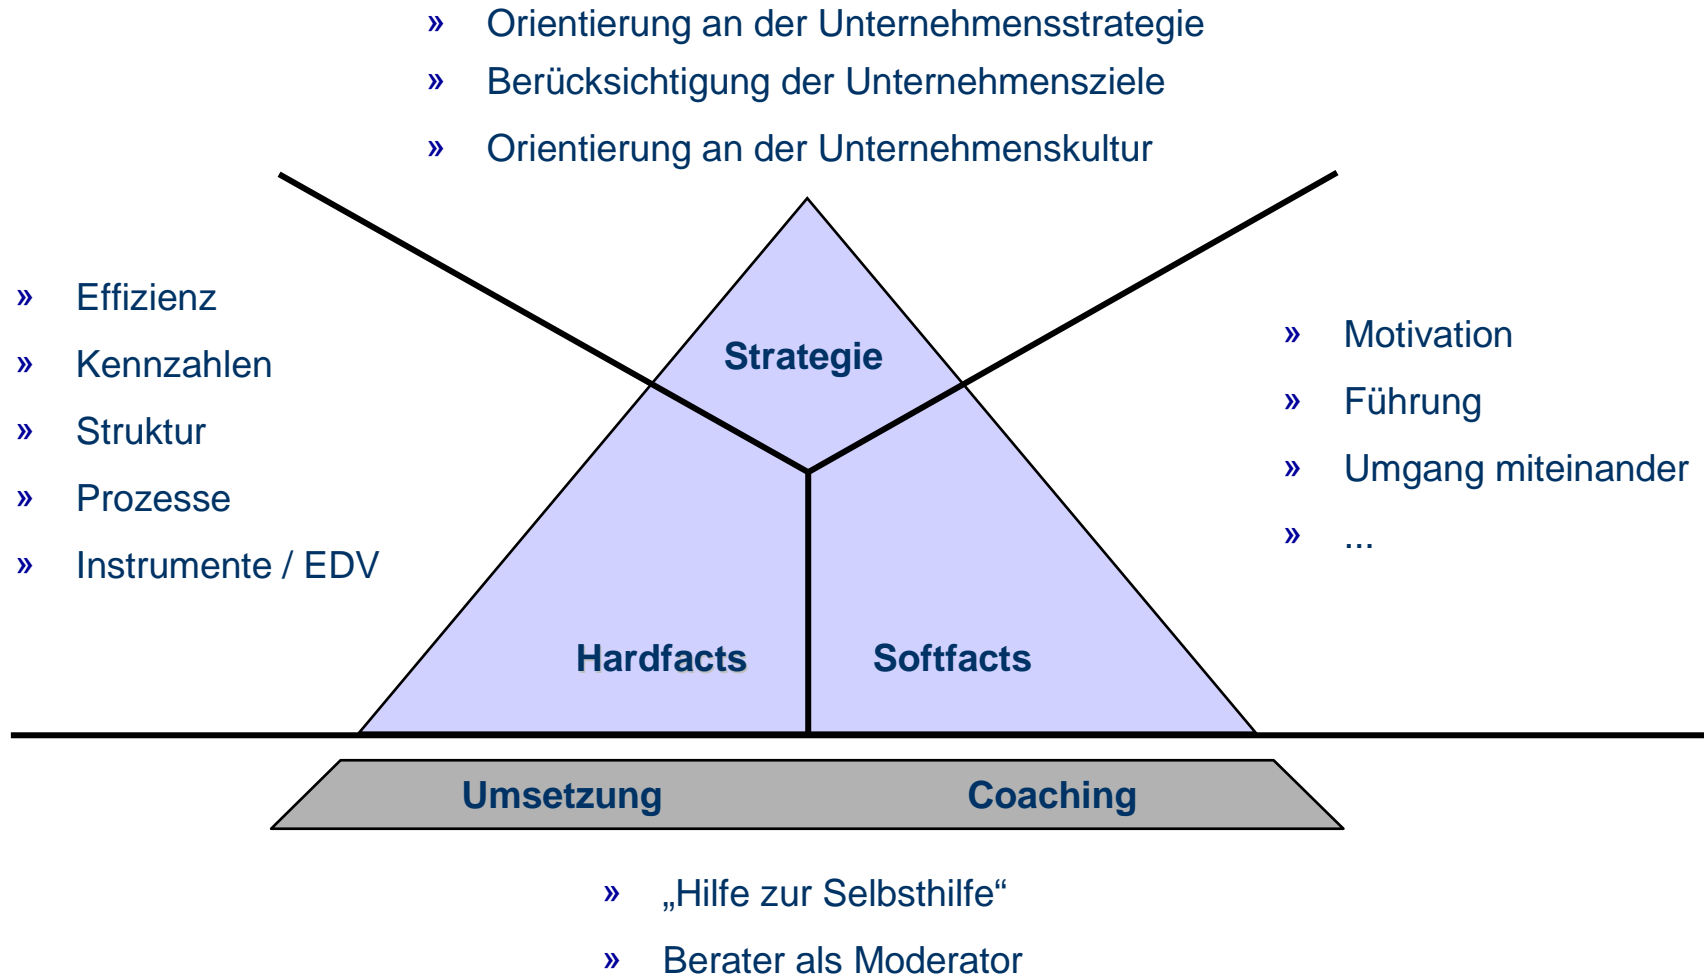 » Orientierung an der Unternehmensstrategie
» Berücksichtigung der Unternehmensziele
» Orientierung an der Unternehmenskultur
» Effizienz
» Kennzahlen
» Struktur
» Prozesse
» Instrumente / EDV
Strategie
Hardfacts
Softfacts
» Motivation
» Führung
» Umgang miteinander
» ...
Umsetzung
Coaching
» „Hilfe zur Selbsthilfe“
» Berater als Moderator